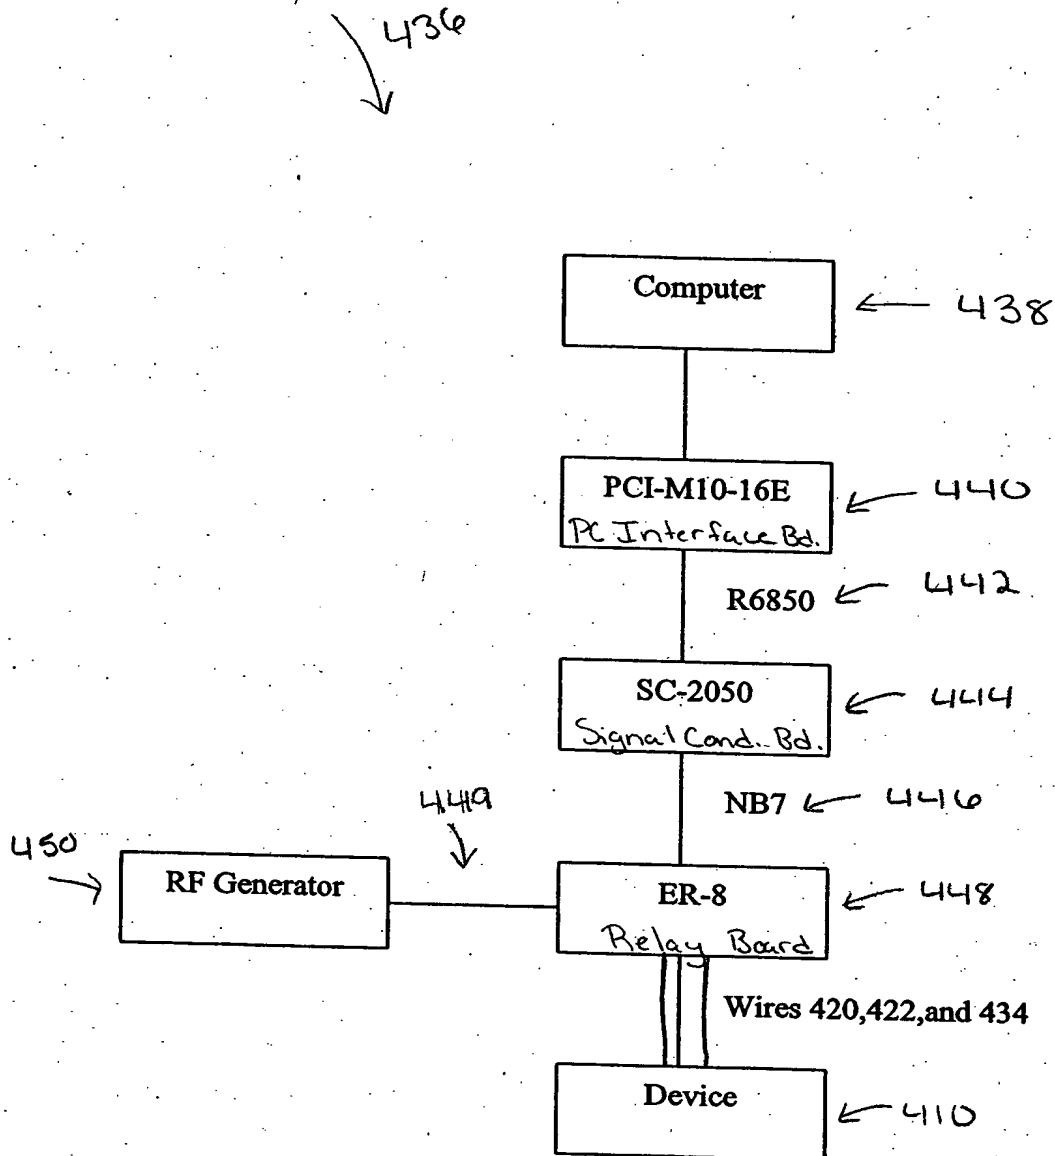 436
Computer
438
PCI-M10-16E
PC Interface Bd.
440
R6850
442
SC-2050
Signal Cond. Bd.
444
NB7
446
449
450
RF Generator
ER-8
Relay Board
448
Wires 420,422,and 434
Device
410